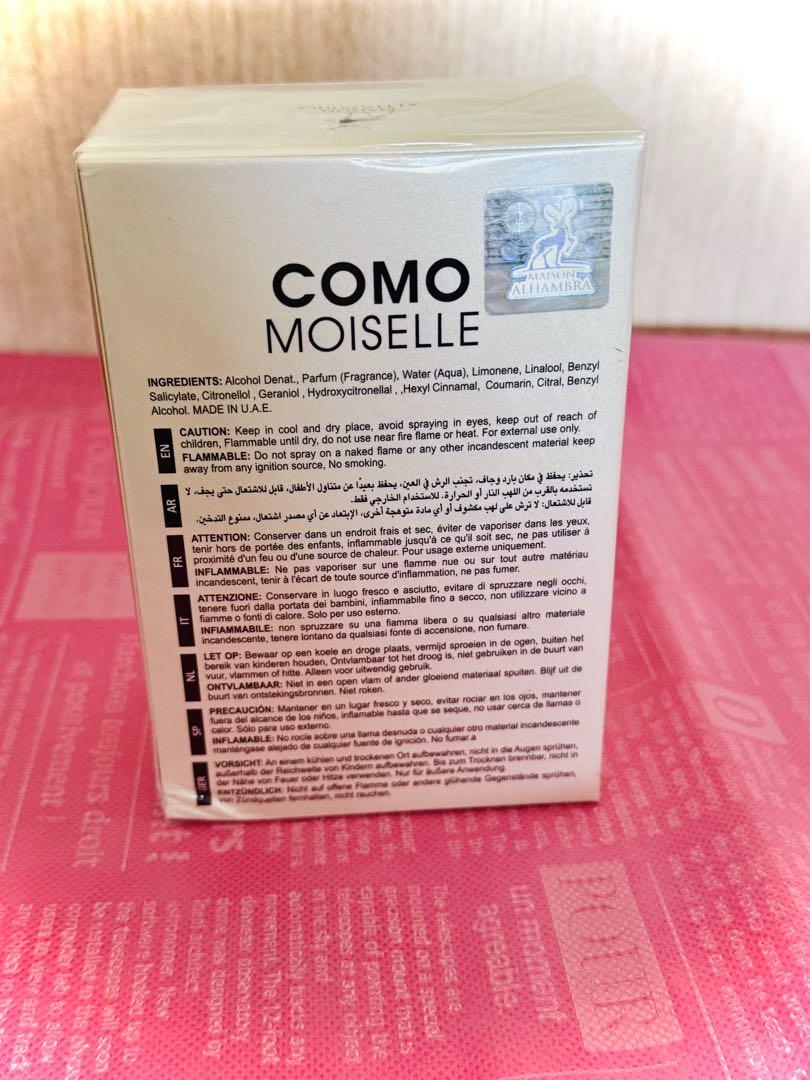 MAISON
ALHAMBRA
COMO
MOISELLE
INGREDIENTS: Alcohol Denat., Parfum (Fragrance), Water (Aqua), Limonene, Linalool, Benzyl
Salicylate, Citronellol , Geraniol , Hydroxycitronellal , ,Hexyl Cinnamal, Coumarin, Citral, Benzyl
Alcohol. MADE IN U.A.E.
EN
CAUTION: Keep in cool and dry place, avoid spraying in eyes, keep out of reach of
children, Flammable until dry, do not use near fire flame or heat. For external use only.
FLAMMABLE: Do not spray on a naked flame or any other incandescent material keep
away from any ignition source, No smoking.
AR
تحذير: يحفظ في مكان بارد وجاف، تجنب الرش في العين، يحفظ بعيدًا عن متناول الأطفال، قابل للاشتعال حتى يجف، لا
تستخدمه بالقرب من اللهب النار أو الحرارة. للاستخدام الخارجي فقط.
قابل للاشتعال: لا ترش على لهب مكشوف أو أي مادة متوهجة أخرى، الإبتعاد عن أي مصدر اشتعال، ممنوع التدخين.
FR
ATTENTION: Conserver dans un endroit frais et sec, éviter de vaporiser dans les yeux,
tenir hors de portée des enfants, inflammable jusqu'à ce qu'il soit sec, ne pas utiliser à
proximité d'un feu ou d'une source de chaleur. Pour usage externe uniquement.
INFLAMMABLE: Ne pas vaporiser sur une flamme nue ou sur tout autre matériau
incandescent, tenir à l'écart de toute source d'inflammation, ne pas fumer.
IT
ATTENZIONE: Conservare in luogo fresco e asciutto, evitare di spruzzare negli occhi,
tenere fuori dalla portata dei bambini, infiammabile fino a secco, non utilizzare vicino a
fiamme o fonti di calore. Solo per uso esterno.
INFIAMMABILE: non spruzzare su una fiamma libera o su qualsiasi altro materiale
incandescente, tenere lontano da qualsiasi fonte di accensione, non fumare.
NL
LET OP: Bewaar op een koele en droge plaats, vermijd sproeien in de ogen, buiten het
bereik van kinderen houden, Ontvlambaar tot het droog is, niet gebruiken in de buurt van
vuur, vlammen of hitte. Alleen voor uitwendig gebruik.
ONTVLAMBAAR: Niet in een open vlam of ander gloeiend materiaal spuiten. Blijf uit de
buurt van ontstekingsbronnen. Niet roken.
SP
PRECAUCIÓN: Mantener en un lugar fresco y seco, evitar rociar en los ojos, mantener
fuera del alcance de los niños, inflamable hasta que se seque, no usar cerca de llamas o
calor. Sólo para uso externo.
INFLAMABLE: No rocíe sobre una llama desnuda o cualquier otro material incandescente
manténgase alejado de cualquier fuente de ignición. No fumar.a
GER
VORSICHT: An einem kühlen und trockenen Ort aufbewahren, nicht in die Augen sprühen,
außerhalb der Reichweite von Kindern aufbewahren. Bis zum Trocknen brennbar, nicht in
der Nähe von Feuer oder Hitze verwenden. Nur für äußere Anwendung.
ENTZÜNDLICH: Nicht auf offene Flamme oder andere glühende Gegenstände sprühen,
von Zündquellen fernhalten, nicht rauchen.
POUR
un moment
agreable